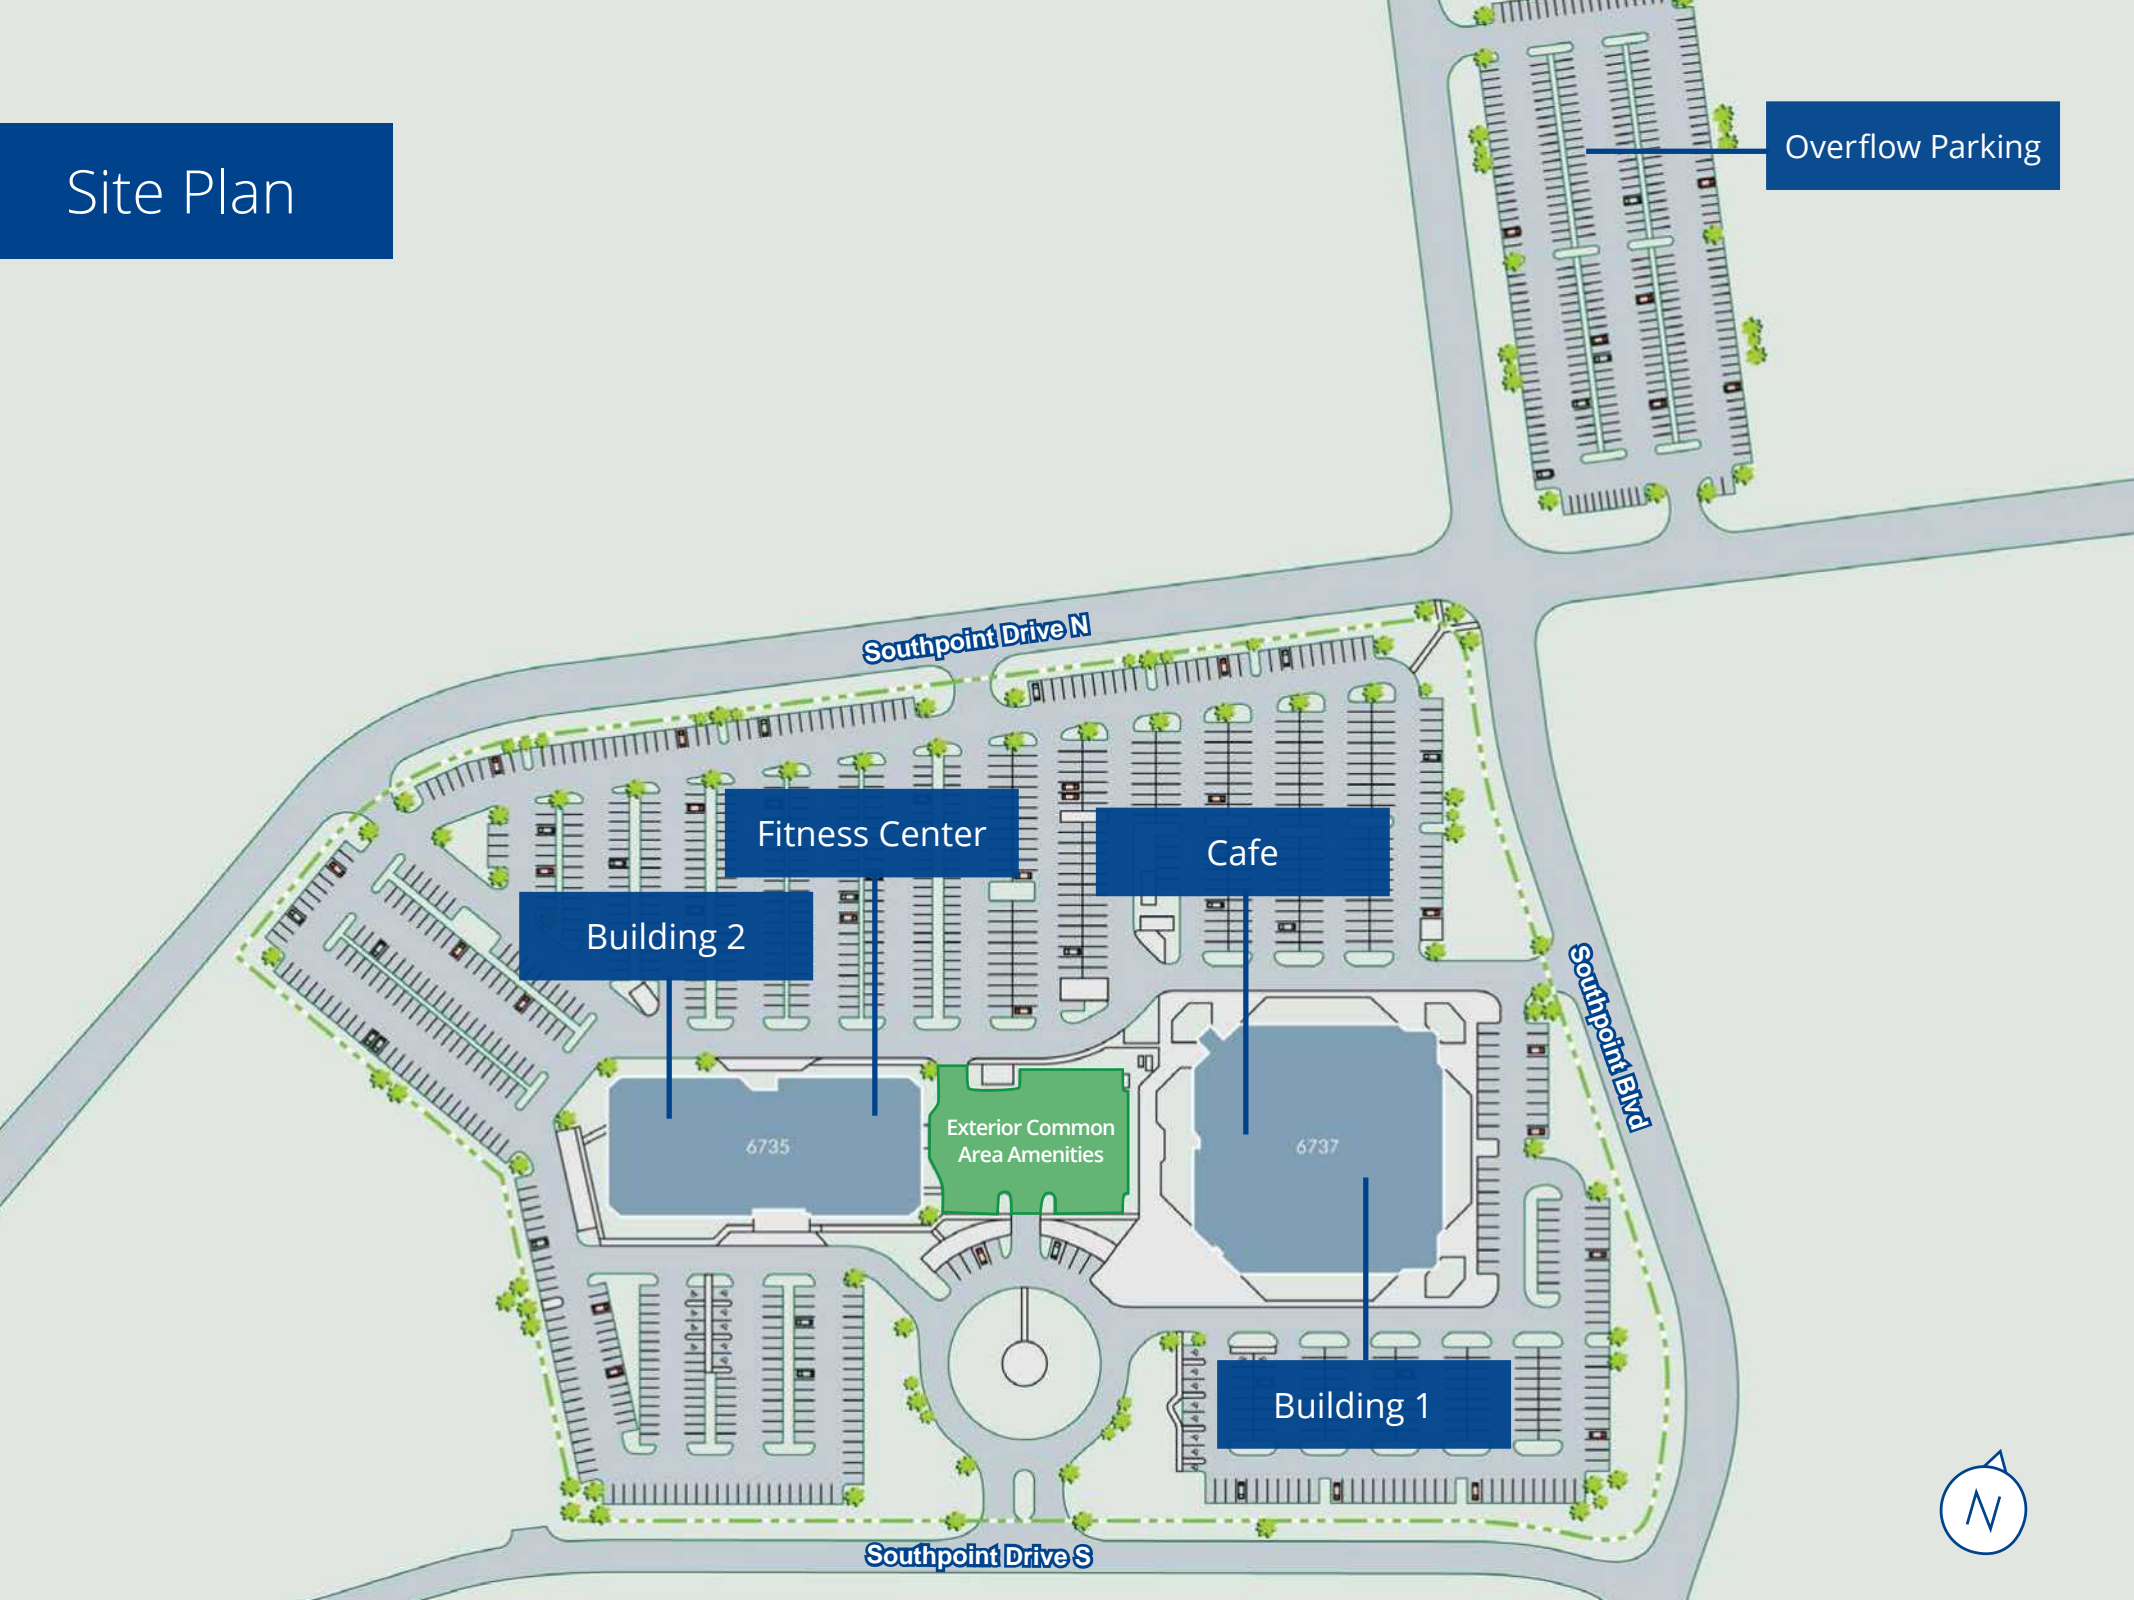 Overflow Parking
Site Plan
Southpoint Drive N
Fitness Center
Cafe
Building 2
Southpoint Blvd
Exterior Common
Area Amenities
6735
6737
Building 1
N
Southpoint Drive S